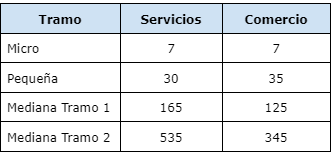 Tramo Servicios Comercio
Micro 7 7
Pequeña 30 35
Mediana Tramo 1 165 125
Mediana Tramo 2 535 345